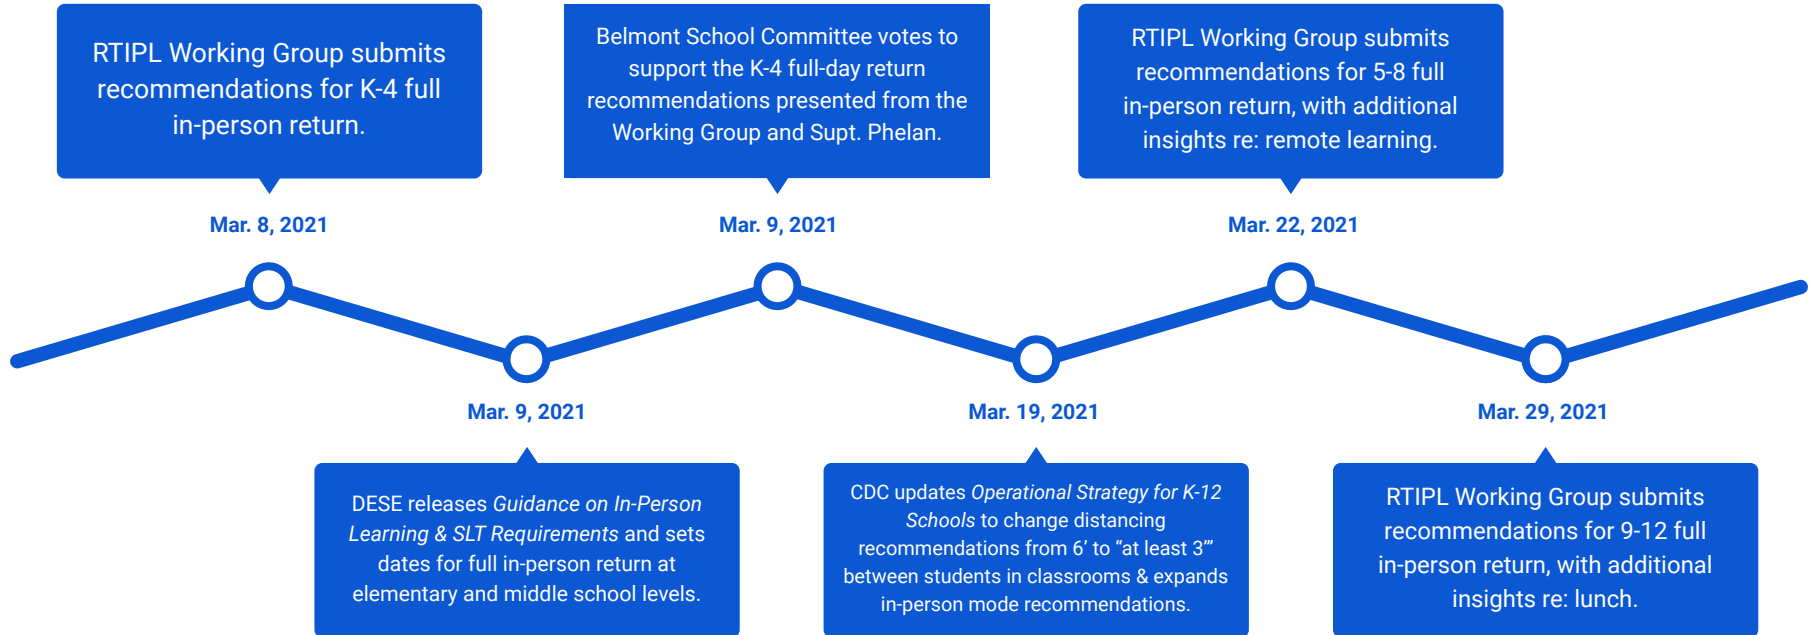 RTIPL Working Group submits
recommendations for K-4 full
in-person return.
Mar. 8, 2021
Mar. 9, 2021
DESE releases Guidance on In-Person
Learning & SLT Requirements and sets
dates for full in-person return at
elementary and middle school levels.
Belmont School Committee votes to
support the K-4 full-day return
recommendations presented from the
Working Group and Supt. Phelan.
Mar. 9, 2021
Mar. 19, 2021
CDC updates Operational Strategy for K-12
Schools to change distancing
recommendations from 6’ to “at least 3’”
between students in classrooms & expands
in-person mode recommendations.
RTIPL Working Group submits
recommendations for 5-8 full
in-person return, with additional
insights re: remote learning.
Mar. 22, 2021
Mar. 29, 2021
RTIPL Working Group submits
recommendations for 9-12 full
in-person return, with additional
insights re: lunch.